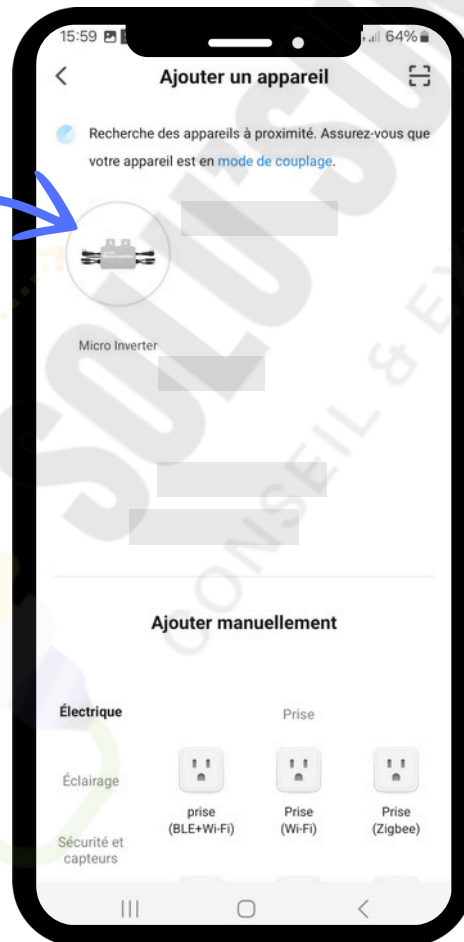 15:59
64%
Ajouter un appareil
Recherche des appareils à proximité. Assurez-vous que
votre appareil est en mode de couplage.
Micro Inverter
SOLU'SUN
CONSEIL &
Ajouter manuellement
Électrique
Prise
Éclairage
prise
(BLE+Wi-Fi)
Prise
(Wi-Fi)
Prise
(Zigbee)
Sécurité et
capteurs